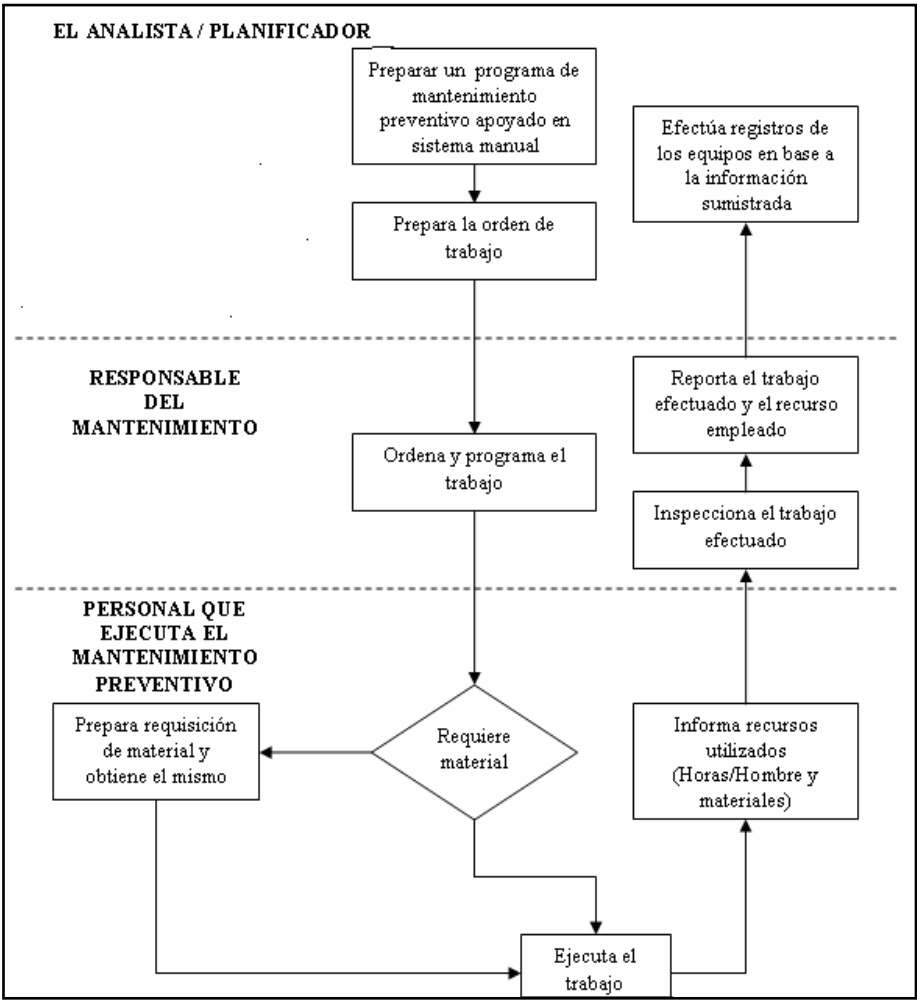 EL ANALISTA / PLANIFICADOR
Preparar un programa de
mantenimiento
preventivo apoyado en
sistema manual
Prepara la orden de
trabajo
Efectúa registros de
los equipos en base a
la información
sumistrada
RESPONSABLE
DEL
MANTENIMIENTO
Ordena y programa el
trabajo
Reporta el trabajo
efectuado y el recurso
empleado
Inspecciona el trabajo
efectuado
PERSONAL QUE
EJECUTA EL
MANTENIMIENTO
PREVENTIVO
Prepara requisición
de material y
obtiene el mismo
Requiere
material
Informa recursos
utilizados
(Horas/Hombre y
materiales)
Ejecuta el
trabajo